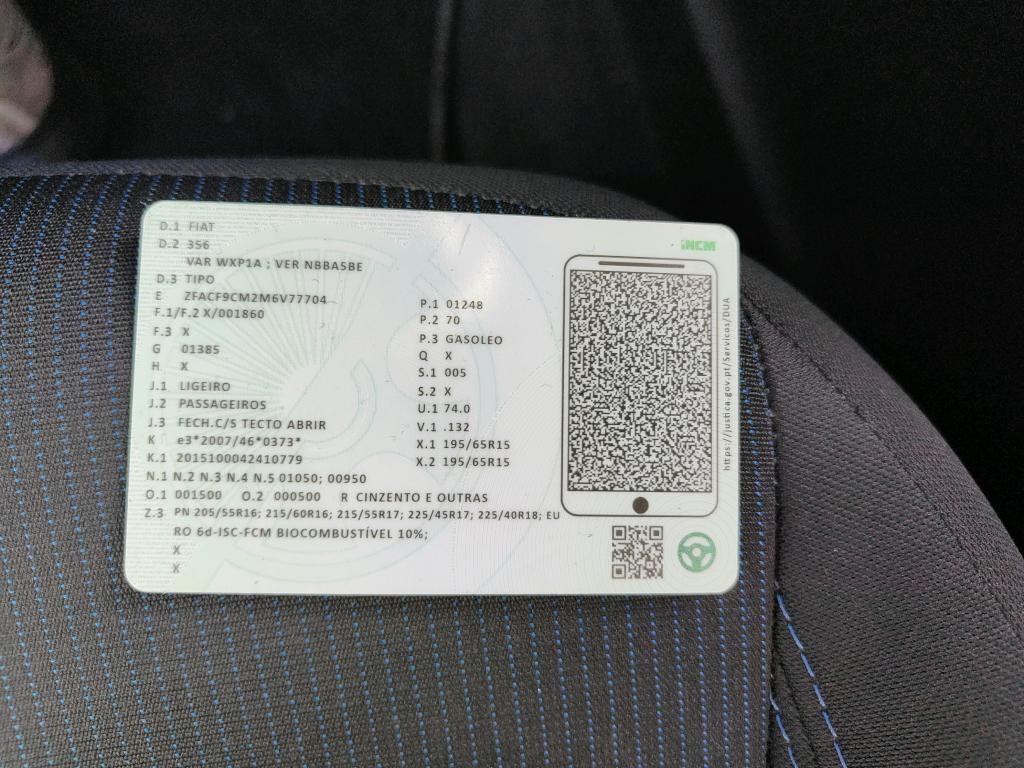 D.1 FIAT
D.2 356
VAR WXP1A ; VER NBBA5BE
D.3 TIPO
E ZFACF9CM2M6V77704
F.1/F.2 X/001860
F.3 X
G 01385
H X
J.1 LIGEIRO
J.2 PASSAGEIROS
J.3 FECH.C/S TECTO ABRIR
K e3*2007/46*0373*
K.1 2015100042410779
N.1 N.2 N.3 N.4 N.5 01050; 00950
O.1 001500 O.2 000500 R CINZENTO E OUTRAS
Z.3 PN 205/55R16; 215/60R16; 215/55R17; 225/45R17; 225/40R18; EU
RO 6d-ISC-FCM BIOCOMBUSTÍVEL 10%;
X
X
P.1 01248
P.2 70
P.3 GASOLEO
Q X
S.1 005
S.2 X
U.1 74.0
V.1 .132
X.1 195/65R15
X.2 195/65R15
INCM
https://justica.gov.pt/Servicos/DUA